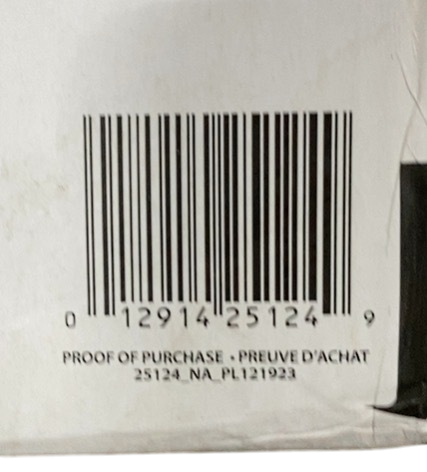 0 12914 25124 9
PROOF OF PURCHASE • PREUVE D'ACHAT
25124_NA_PL121923